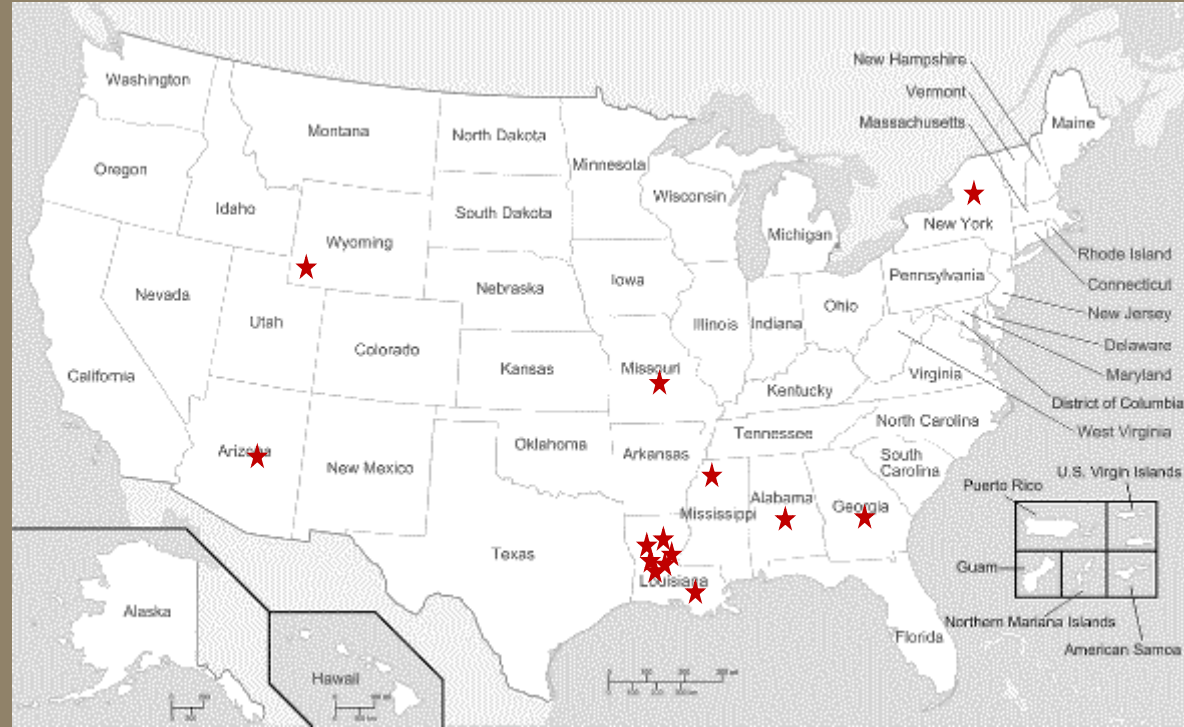 New Hampshire
Vermont
Massachusetts
Washington
Montana
North Dakota
Minnesota
Maine
Oregon
Idaho
Wyoming
South Dakota
Wisconsin
Michigan
New York
Rhode Island
Connecticut
New Jersey
Delaware
Maryland
District of Columbia
West Virginia
Nevada
Utah
Colorado
Nebraska
Iowa
Illinois
Indiana
Ohio
Pennsylvania
California
Kansas
Missouri
Kentucky
Virginia
Arizona
New Mexico
Oklahoma
Arkansas
Tennessee
North Carolina
South
Carolina
Texas
Louisiana
Mississippi
Alabama
Georgia
Florida
U.S. Virgin Islands
Puerto Rico
Guam
Northern Mariana Islands
American Samoa
Alaska
Hawaii